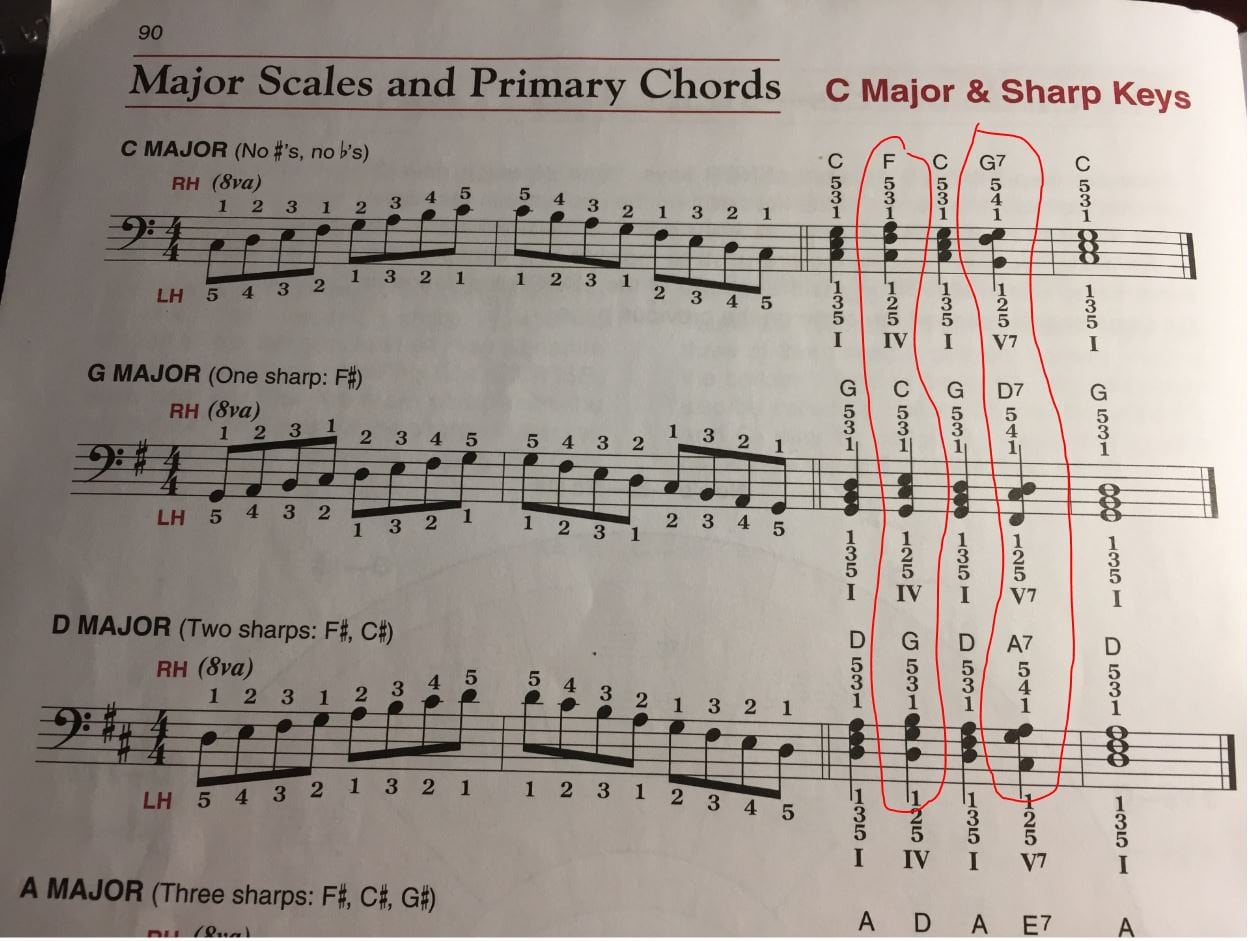 90
Major Scales and Primary Chords C Major & Sharp Keys
C MAJOR (No #'s, no ♭'s)
C F C G7 C
RH (8va)
5 5 5 5 5
3 3 3 4 3
1 1 1 1 1
1 2 3 1 2 3 4 5 5 4 3 2 1 3 2 1
4
4
LH 5 4 3 2 1 3 2 1 1 2 3 1 2 3 4 5
1 1 1 1 1
3 2 3 2 3
5 5 5 5 5
I IV I V7 I
G MAJOR (One sharp: F#)
G C G D7 G
RH (8va)
5 5 5 5 5
3 3 3 4 3
1 1 1 1 1
1 2 3 1 2 3 4 5 5 4 3 2 1 3 2 1
4
4
LH 5 4 3 2 1 3 2 1 1 2 3 1 2 3 4 5
1 1 1 1 1
3 2 3 2 3
5 5 5 5 5
I IV I V7 I
D MAJOR (Two sharps: F#, C#)
D G D A7 D
RH (8va)
5 5 5 5 5
3 3 3 4 3
1 1 1 1 1
1 2 3 1 2 3 4 5 5 4 3 2 1 3 2 1
4
4
LH 5 4 3 2 1 3 2 1 1 2 3 1 2 3 4 5
1 1 1 1 1
3 2 3 2 3
5 5 5 5 5
I IV I V7 I
A MAJOR (Three sharps: F#, C#, G#)
A D A E7 A
RH (8va)